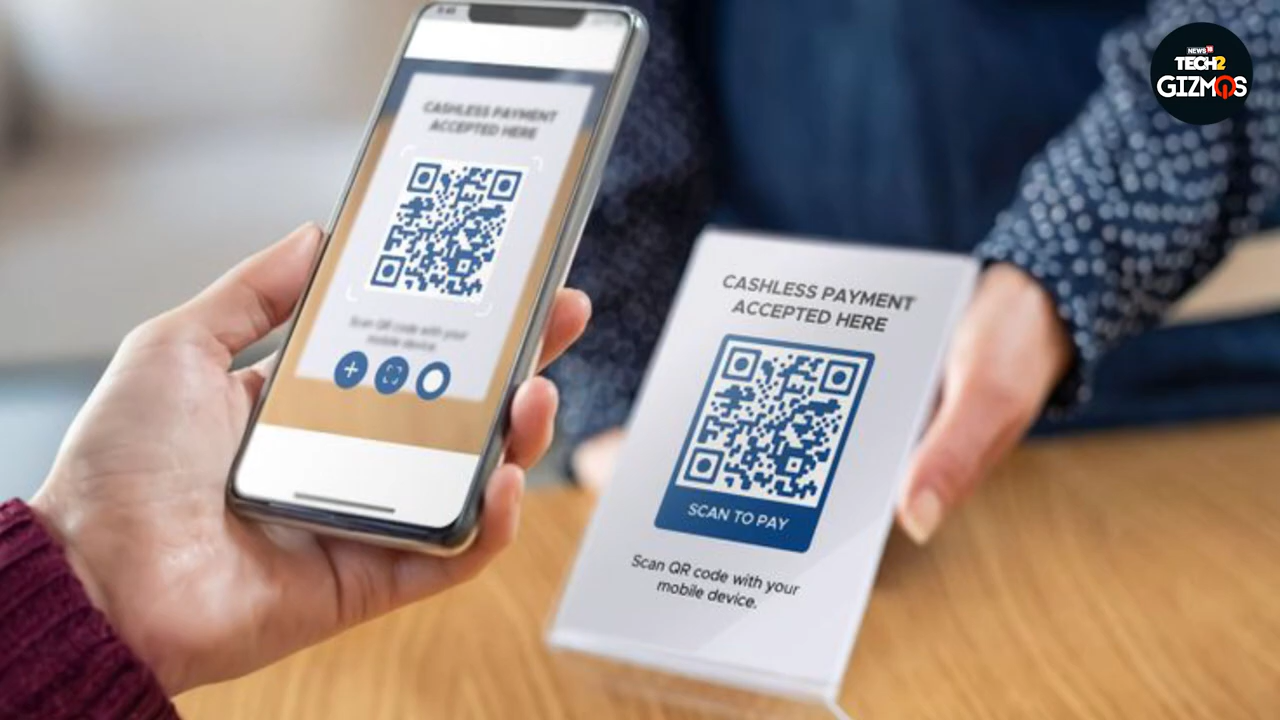 NEWS18
TECH2
GIZMOS
CASHLESS PAYMENT
ACCEPTED HERE
Scan QR code with your
mobile device.
CASHLESS PAYMENT
ACCEPTED HERE
SCAN TO PAY
Scan QR code with your
mobile device.